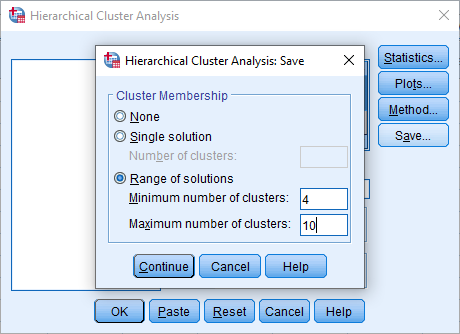 Hierarchical Cluster Analysis
Statistics...
Plots...
Method...
Save...
Hierarchical Cluster Analysis: Save
Cluster Membership
None
Single solution
Number of clusters:
Range of solutions
Minimum number of clusters: 4
Maximum number of clusters: 10
Continue Cancel Help
OK Paste Reset Cancel Help